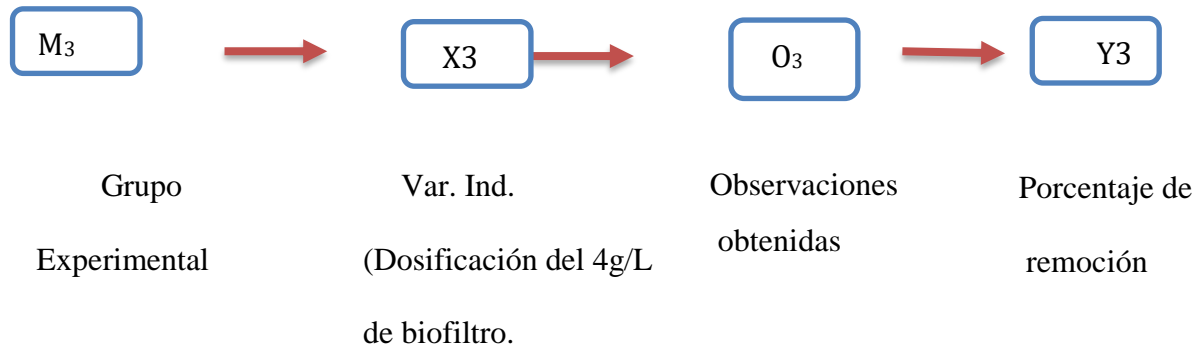 M₃ X3 O₃ Y3
Grupo Var. Ind. Observaciones Porcentaje de
Experimental (Dosificación del 4g/L obtenidas remoción
de biofiltro.